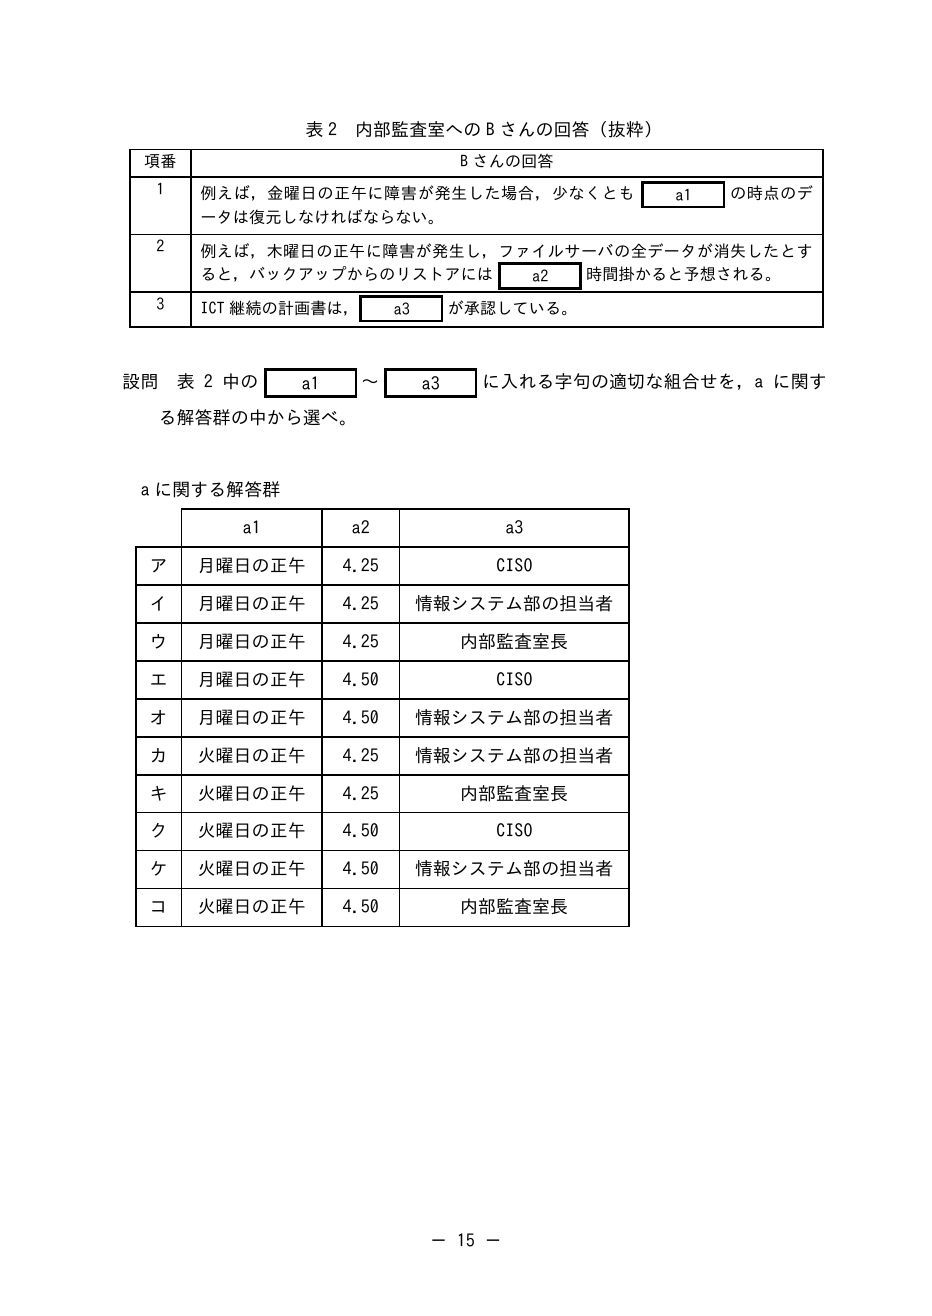 表2　内部監査室へのBさんの回答（抜粋）
項番 Bさんの回答
1 例えば，金曜日の正午に障害が発生した場合，少なくとも a1 の時点のデ
ータは復元しなければならない。
2 例えば，木曜日の正午に障害が発生し，ファイルサーバの全データが消失したとす
ると，バックアップからのリストアには a2 時間掛かると予想される。
3 ICT 継続の計画書は， a3 が承認している。
設問　表 2 中の a1 ～ a3 に入れる字句の適切な組合せを，a に関す
る解答群の中から選べ。
a に関する解答群
a1 a2 a3
ア 月曜日の正午 4.25 CISO
イ 月曜日の正午 4.25 情報システム部の担当者
ウ 月曜日の正午 4.25 内部監査室長
エ 月曜日の正午 4.50 CISO
オ 月曜日の正午 4.50 情報システム部の担当者
カ 火曜日の正午 4.25 情報システム部の担当者
キ 火曜日の正午 4.25 内部監査室長
ク 火曜日の正午 4.50 CISO
ケ 火曜日の正午 4.50 情報システム部の担当者
コ 火曜日の正午 4.50 内部監査室長
― 15 ―